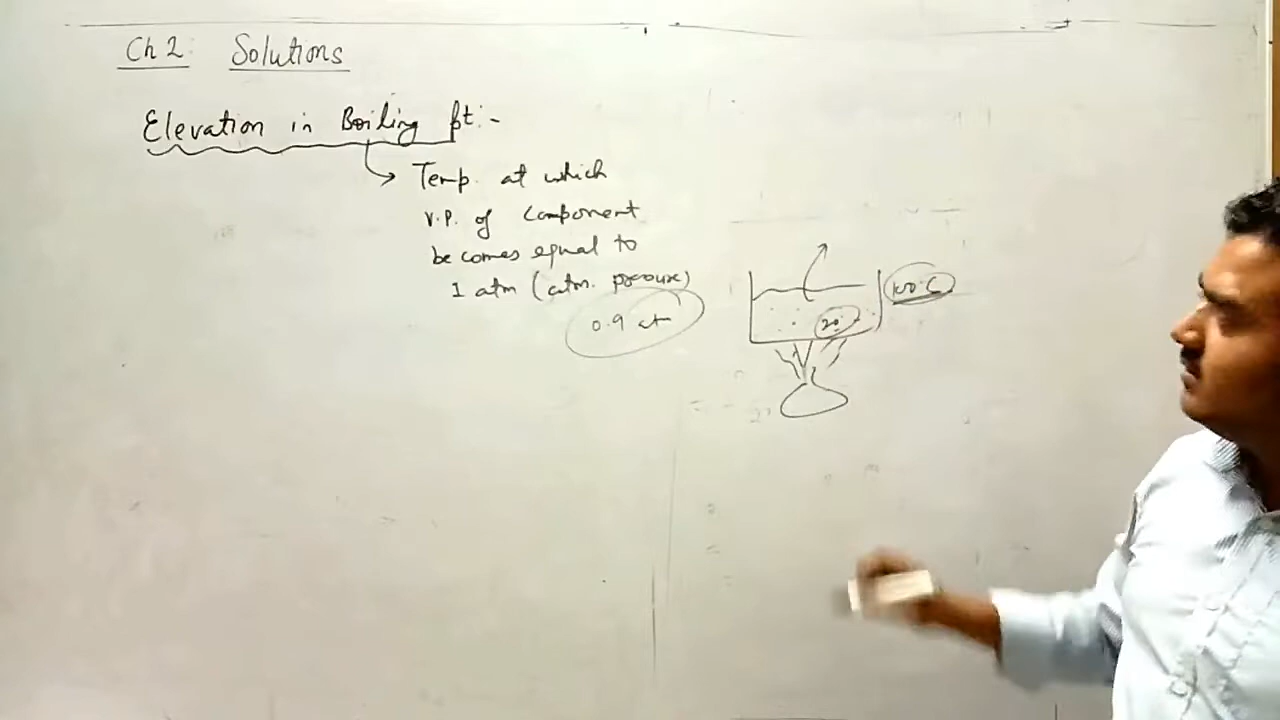 Ch 2: Solutions
Elevation in Boiling pt:-
Temp. at which
V.P. of component
becomes equal to
1 atm (atm. pressure)
0.9 at
100°C
20